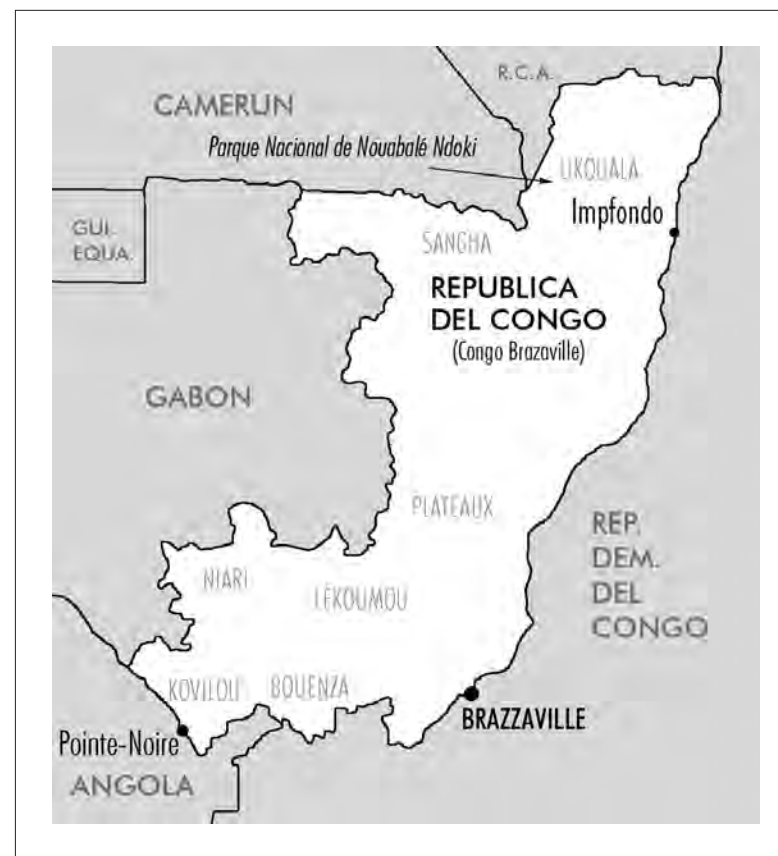 R.C.A.
CAMERUN
Parque Nacional de Nouabalé Ndoki
LIKOUALA
Impfondo
GUI.
EQUA.
SANGHA
REPUBLICA
DEL CONGO
(Congo Brazaville)
GABON
PLATEAUX
REP.
DEM.
DEL
CONGO
NIARI
LEKOUMOU
KOVILOU
BOUENZA
BRAZZAVILLE
Pointe-Noire
ANGOLA